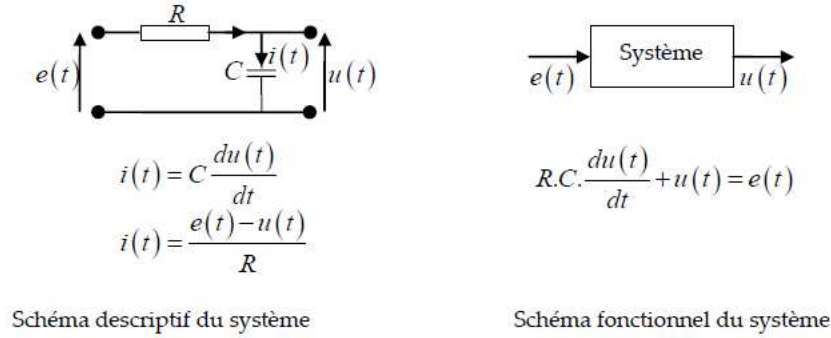 R
e(t) C i(t) u(t)
i(t) = C du(t)/dt
i(t) = e(t)−u(t)/R
Schéma descriptif du système
Système
e(t) u(t)
R.C. du(t)/dt + u(t) = e(t)
Schéma fonctionnel du système